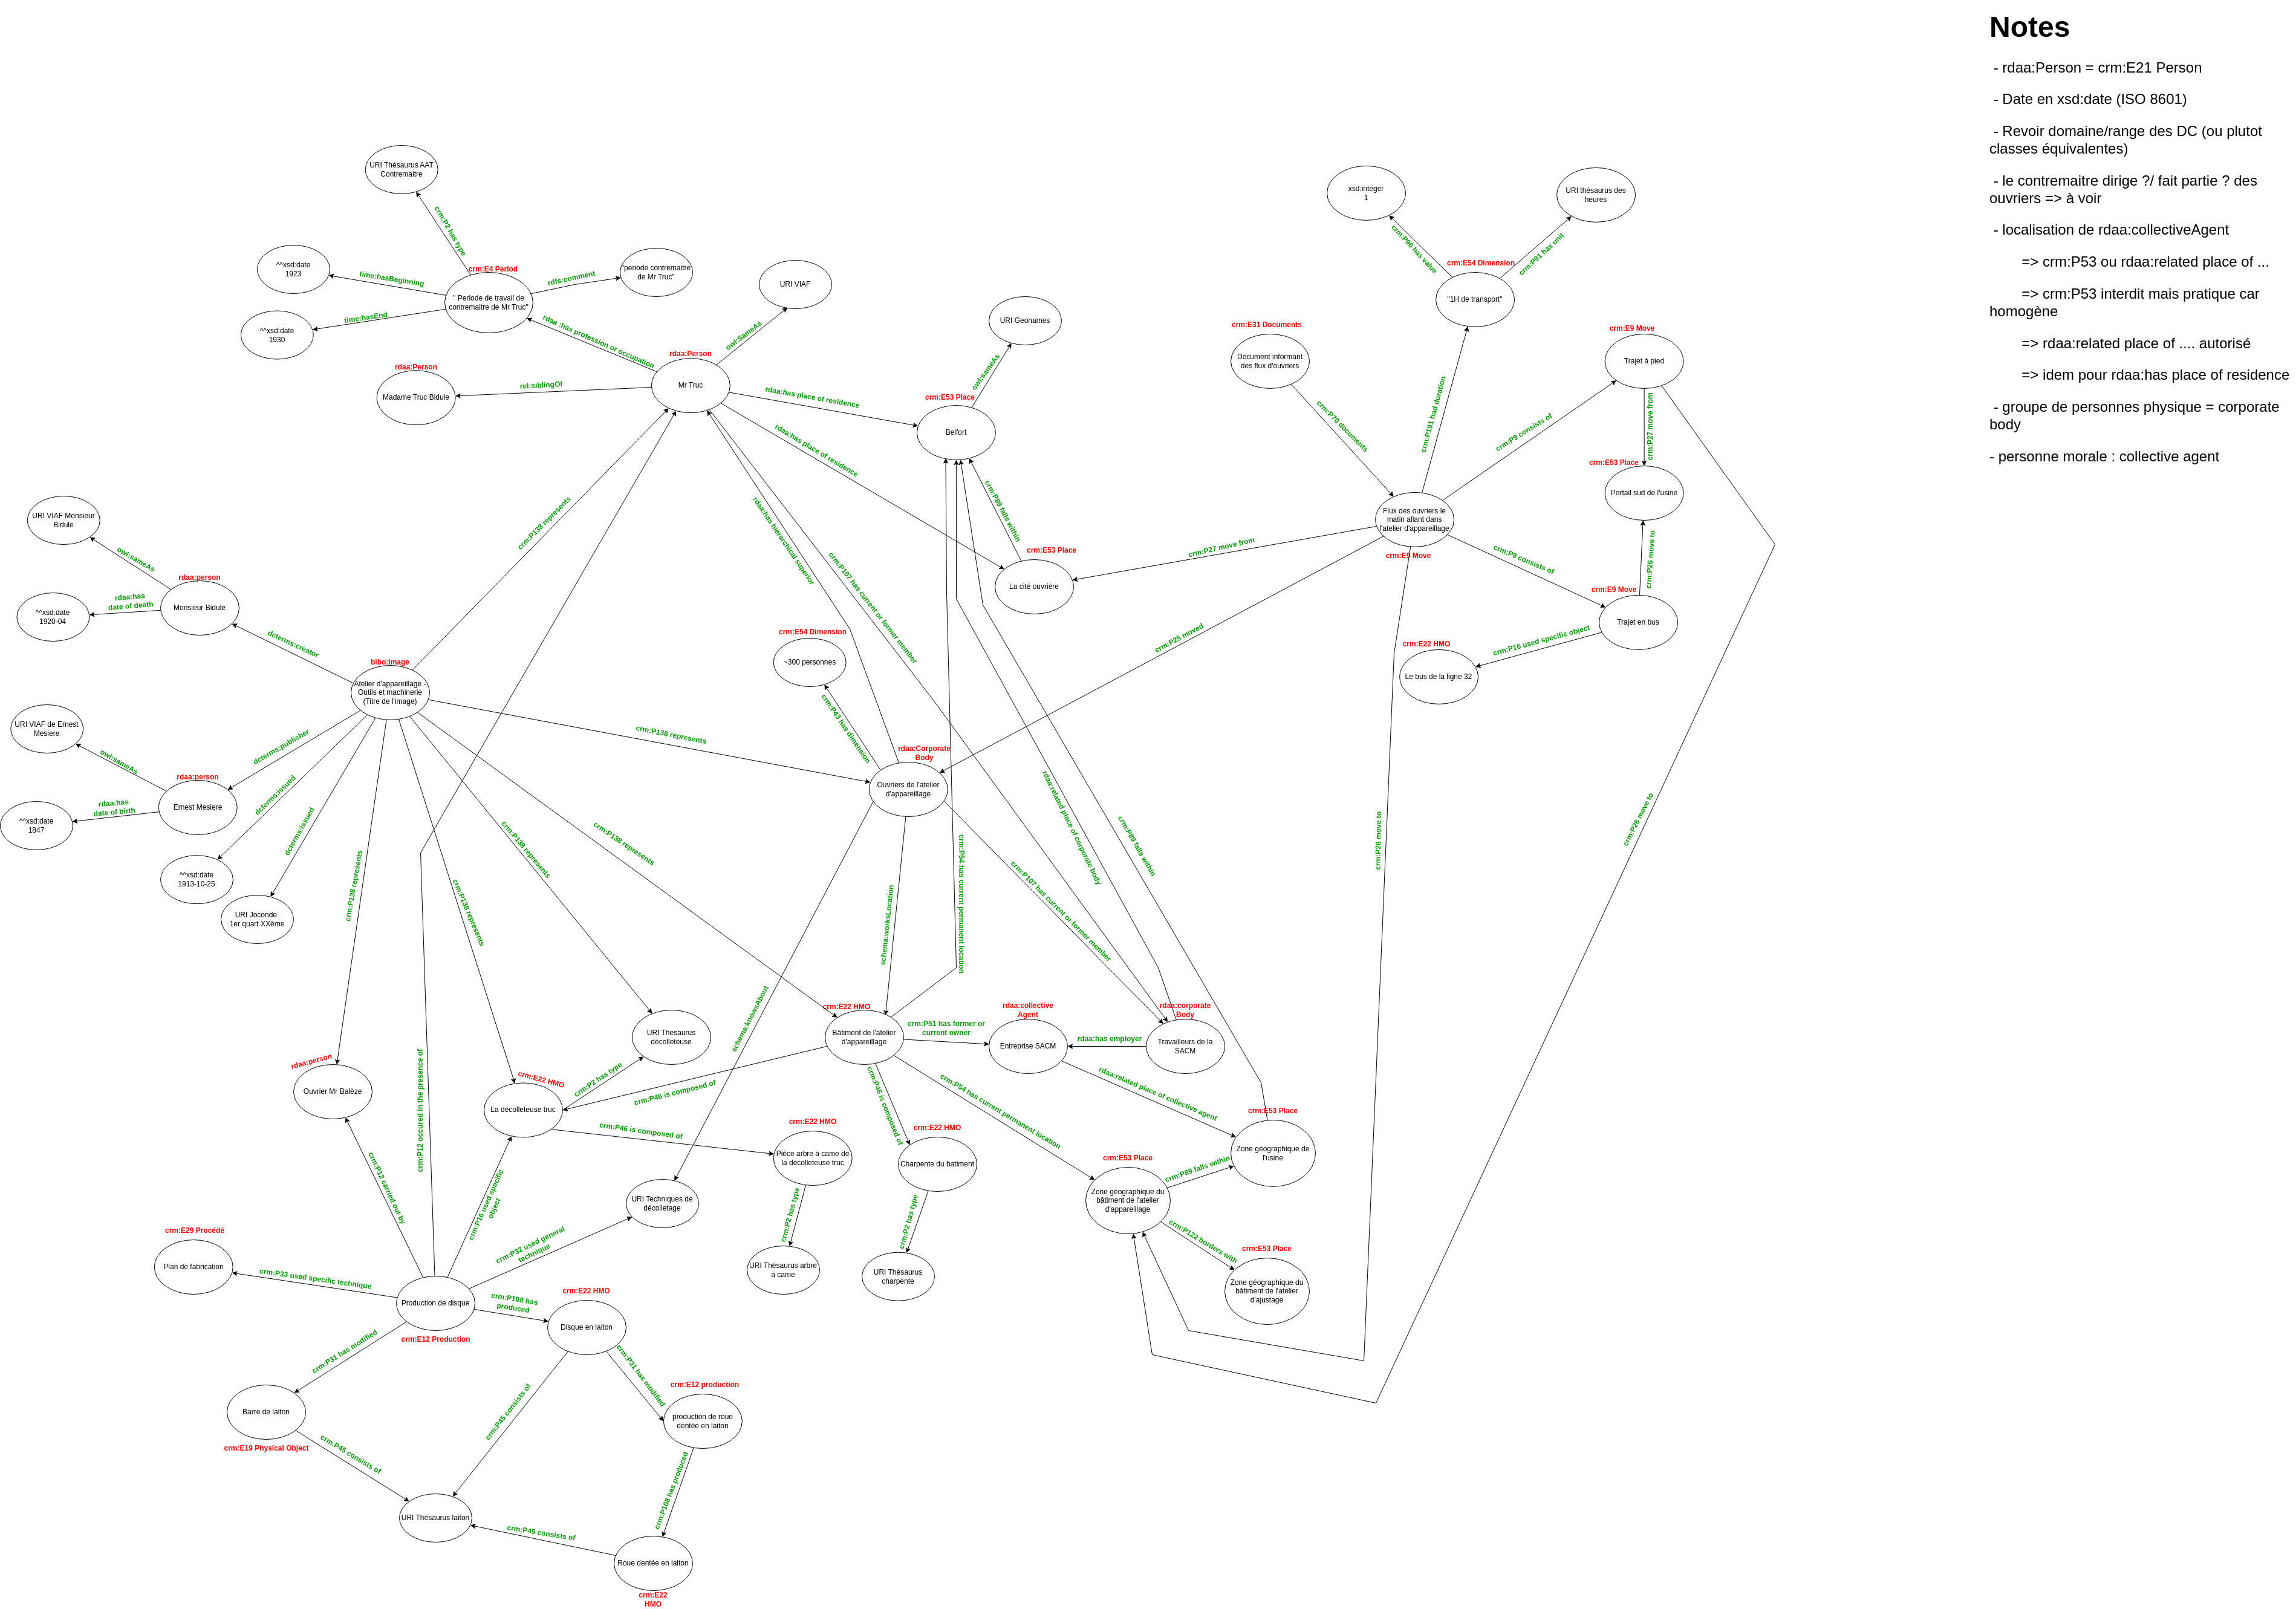 Notes
- rdaa:Person = crm:E21 Person
- Date en xsd:date (ISO 8601)
- Revoir domaine/range des DC (ou plutot
classes équivalentes)
- le contremaitre dirige ?/ fait partie ? des
ouvriers => à voir
- localisation de rdaa:collectiveAgent
=> crm:P53 ou rdaa:related place of ...
=> crm:P53 interdit mais pratique car
homogène
=> rdaa:related place of .... autorisé
=> idem pour rdaa:has place of residence
- groupe de personnes physique = corporate
body
- personne morale : collective agent
URI Thésaurus AAT
Contremaitre
crm:P2 has type
^^xsd:date
1923
time:hasBeginning
crm:E4 Period
" Periode de travail de
contremaitre de Mr Truc"
rdfs:comment
"periode contremaitre
de Mr Truc"
^^xsd:date
1930
time:hasEnd
rdaa :has profession or occupation
URI VIAF
owl:SameAs
rdaa:Person
Mr Truc
rdaa:Person
Madame Truc Bidule
rel:siblingOf
rdaa:has place of residence
rdaa:has place of residence
URI Geonames
owl:sameAs
crm:E53 Place
Belfort
crm:P89 falls within
crm:E53 Place
La cité ouvrière
xsd:integer
1
URI thésaurus des
heures
crm:P90 has value
crm:P91 has unit
crm:E54 Dimension
"1H de transport"
crm:E31 Documents
Document informant
des flux d'ouvriers
crm:P70 documents
crm:P191 had duration
crm:E9 Move
Trajet à pied
crm:P9 consists of
crm:P27 move from
crm:E53 Place
Portail sud de l'usine
Flux des ouvriers le
matin allant dans
l'atelier d'appareillage
crm:E9 Move
crm:P27 move from
crm:P9 consists of
crm:P26 move to
crm:E9 Move
Trajet en bus
crm:P16 used specific object
crm:E22 HMO
Le bus de la ligne 32
crm:P25 moved
crm:P26 move to
crm:P26 move to
URI VIAF Monsieur
Bidule
owl:sameAs
rdaa:person
Monsieur Bidule
rdaa:has
date of death
^^xsd:date
1920-04
dcterms:creator
bibo:image
Atelier d'appareillage -
Outils et machinerie
(Titre de l'image)
crm:P138 represents
rdaa:has hierarchical superior
crm:P107 has current or former member
crm:E54 Dimension
~300 personnes
crm:P43 has dimension
crm:P138 represents
rdaa:Corporate
Body
Ouvriers de l'atelier
d'appareillage
URI VIAF de Ernest
Mesiere
owl:sameAs
dcterms:publisher
rdaa:person
Ernest Mesiere
rdaa:has
date of birth
^^xsd:date
1847
dcterms:issued
dcterms:issued
^^xsd:date
1913-10-25
URI Joconde
1er quart XXème
crm:P138 represents
crm:P138 represents
crm:P138 represents
crm:P138 represents
rdaa:related place of corporate body
crm:P89 falls within
crm:P54 has current permanent location
crm:P107 has current or former member
schema:worksLocation
schema:knowsAbout
crm:E22 HMO
Bâtiment de l'atelier
d'appareillage
crm:P51 has former or
current owner
rdaa:collective
Agent
Entreprise SACM
rdaa:has employer
rdaa:corporate
Body
Travailleurs de la
SACM
URI Thesaurus
décolleteuse
crm:P2 has type
crm:P46 is composed of
rdaa:person
Ouvrier Mr Balèze
crm:E22 HMO
La décolleteuse truc
crm:P46 is composed of
crm:E22 HMO
Pièce arbre à came de
la décolleteuse truc
crm:P46 is composed of
crm:E22 HMO
Charpente du batiment
crm:P54 has current permanent location
rdaa:related place of collective agent
crm:E53 Place
Zone géographique de
l'usine
crm:E53 Place
Zone géographique du
bâtiment de l'atelier
d'appareillage
crm:P89 falls within
crm:P122 borders with
crm:E53 Place
Zone géographique du
bâtiment de l'atelier
d'ajustage
crm:P2 has type
URI Thésaurus arbre
à came
crm:P2 has type
URI Thésaurus
charpente
crm:P12 occured in the presence of
crm:P12 carried out by
crm:P16 used specific
object
URI Techniques de
décolletage
crm:P32 used general
technique
crm:E29 Procédé
Plan de fabrication
crm:P33 used specific technique
Production de disque
crm:E12 Production
crm:P108 has
produced
crm:E22 HMO
Disque en laiton
crm:P31 has modified
Barre de laiton
crm:E19 Physical Object
crm:P45 consists of
crm:P45 consists of
crm:P31 has modified
crm:E12 production
production de roue
dentée en laiton
crm:P108 has produced
URI Thésaurus laiton
crm:P45 consists of
Roue dentée en laiton
crm:E22
HMO